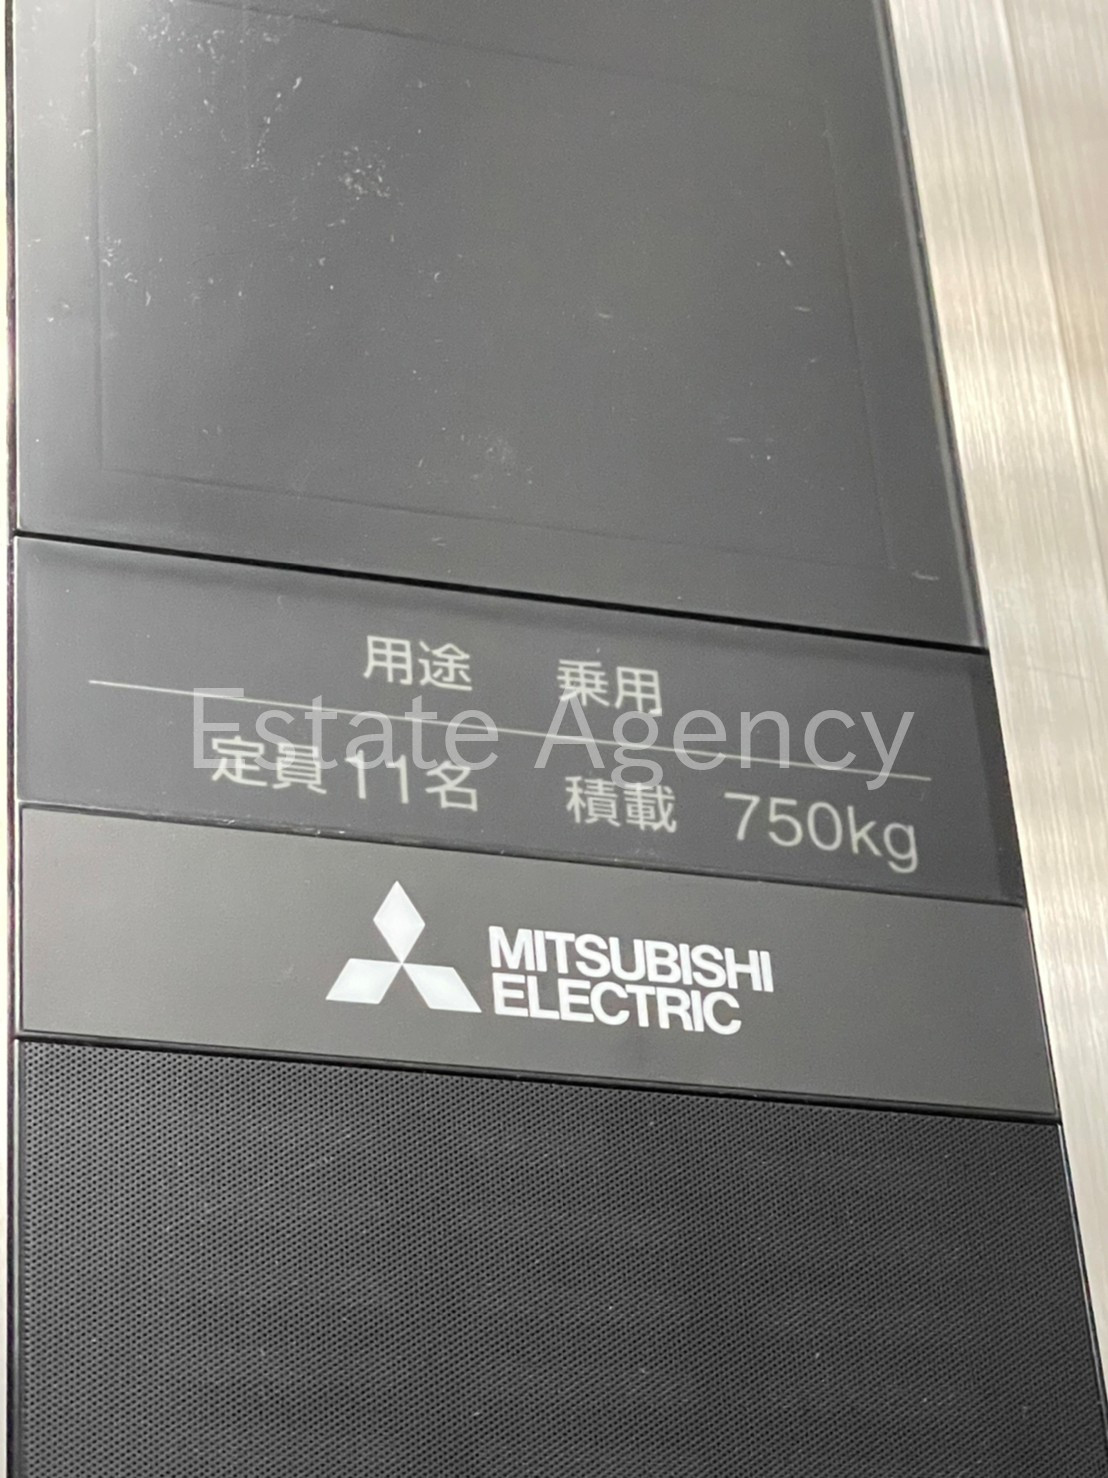 用途 乗用
Estate Agency
定員 11名 積載 750kg
MITSUBISHI
ELECTRIC